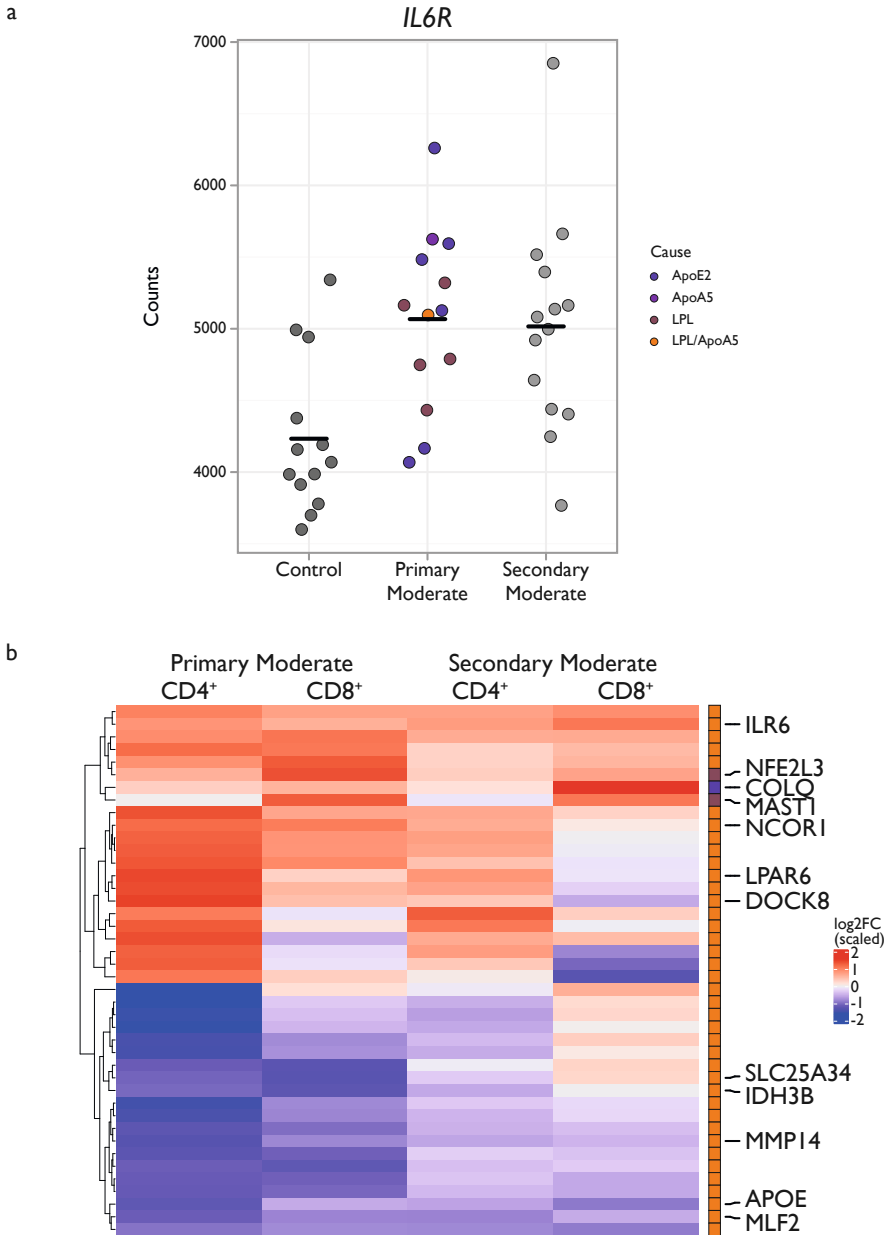 a
IL6R
7000
6000
5000
4000
Counts
Control
Primary
Moderate
Secondary
Moderate
Cause
ApoE2
ApoA5
LPL
LPL/ApoA5
b
Primary Moderate
Secondary Moderate
CD4+
CD8+
CD4+
CD8+
ILR6
NFE2L3
COLQ
MAST1
NCOR1
LPAR6
DOCK8
SLC25A34
IDH3B
MMP14
APOE
MLF2
log2FC
(scaled)
2
1
0
-1
-2